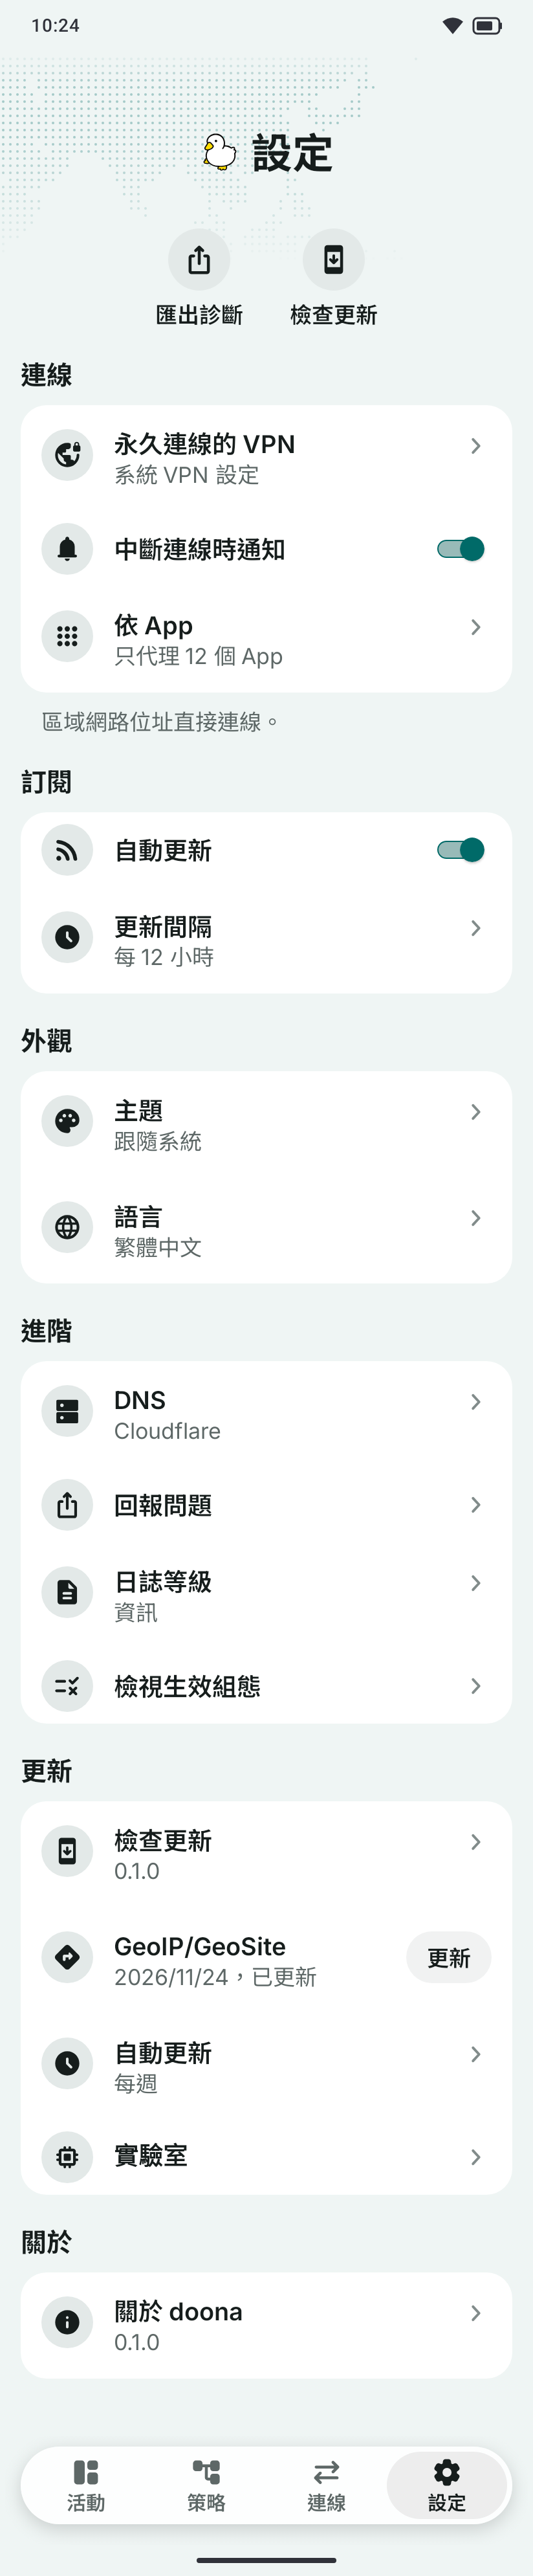 10:24
設定
匯出診斷
檢查更新
連線
永久連線的 VPN
系統 VPN 設定
中斷連線時通知
依 App
只代理 12 個 App
區域網路位址直接連線。
訂閱
自動更新
更新間隔
每 12 小時
外觀
主題
跟隨系統
語言
繁體中文
進階
DNS
Cloudflare
回報問題
日誌等級
資訊
檢視生效組態
更新
檢查更新
0.1.0
GeoIP/GeoSite
2026/11/24，已更新
更新
自動更新
每週
實驗室
關於
關於 doona
0.1.0
活動
策略
連線
設定